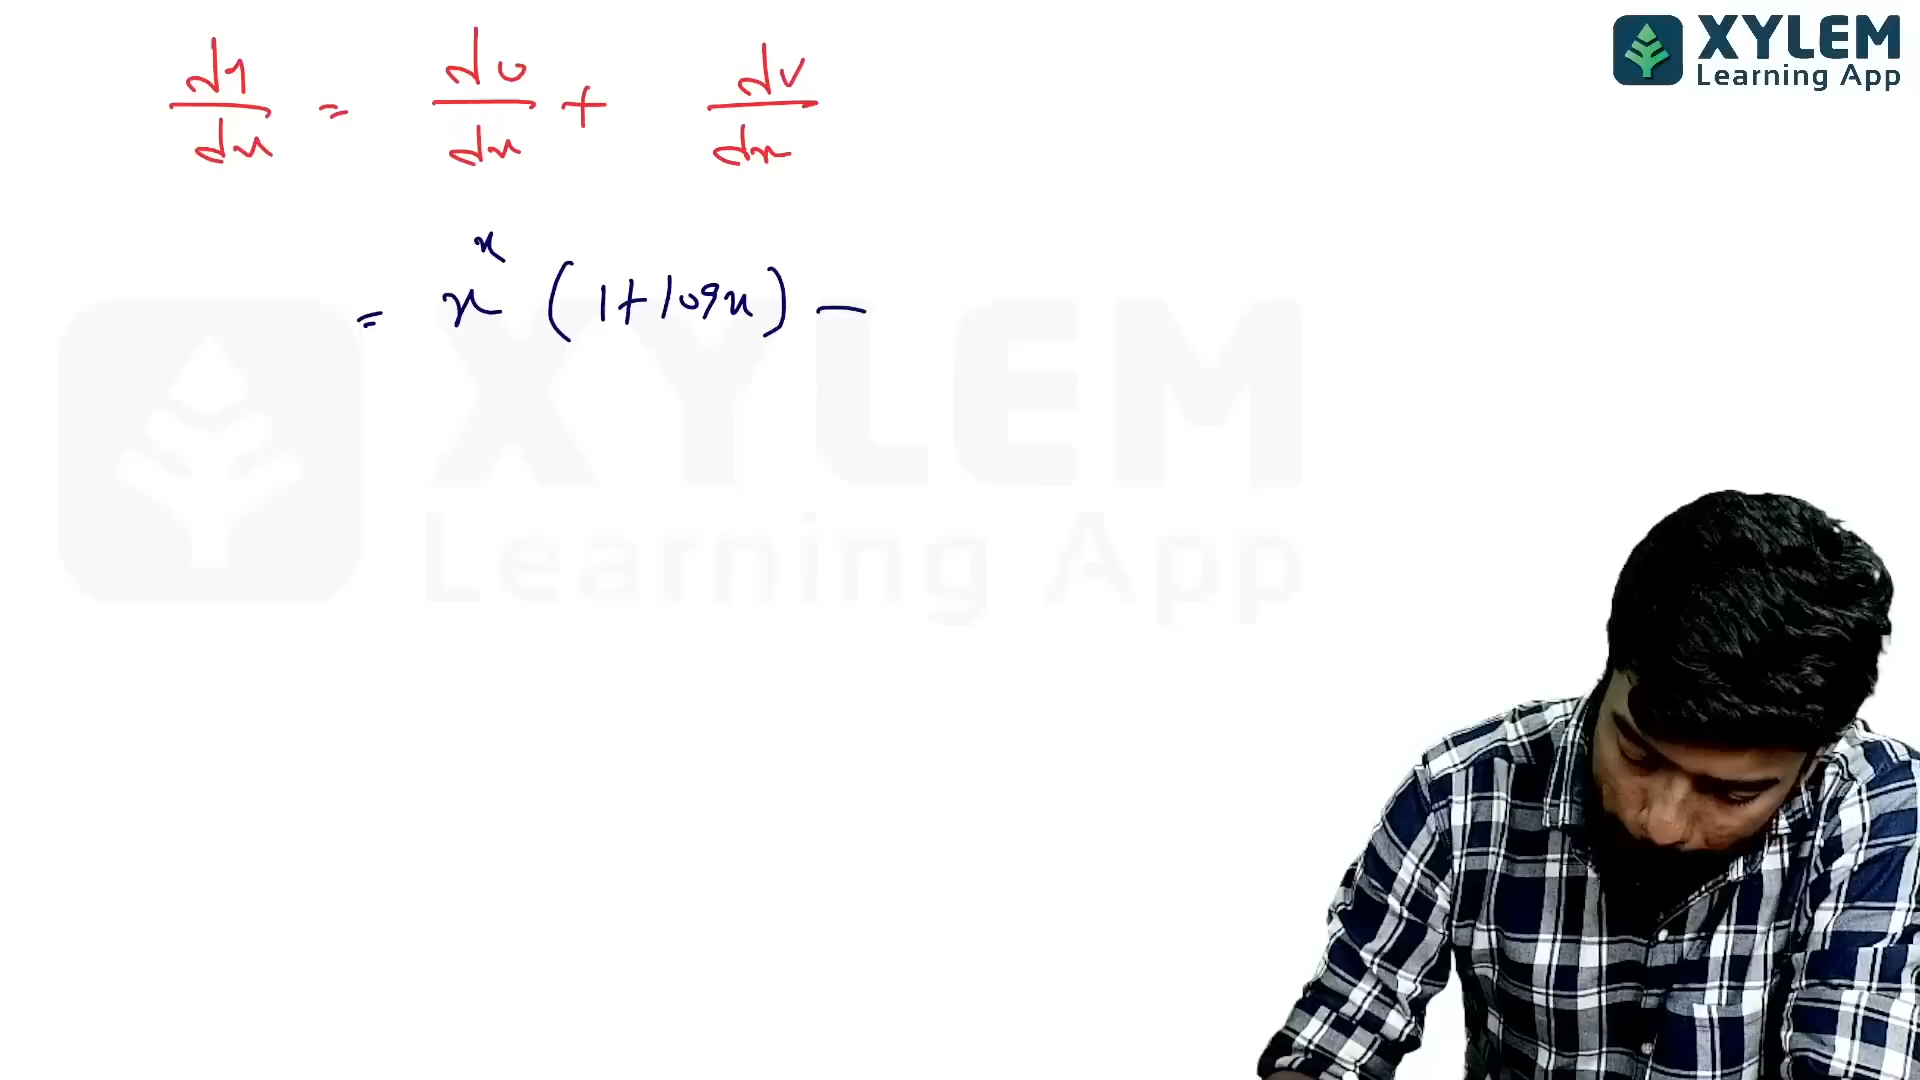 XYLEM
Learning App
dy/dx = du/dx + dv/dx
= x^x (1+logx) −
XYLEM
Learning App